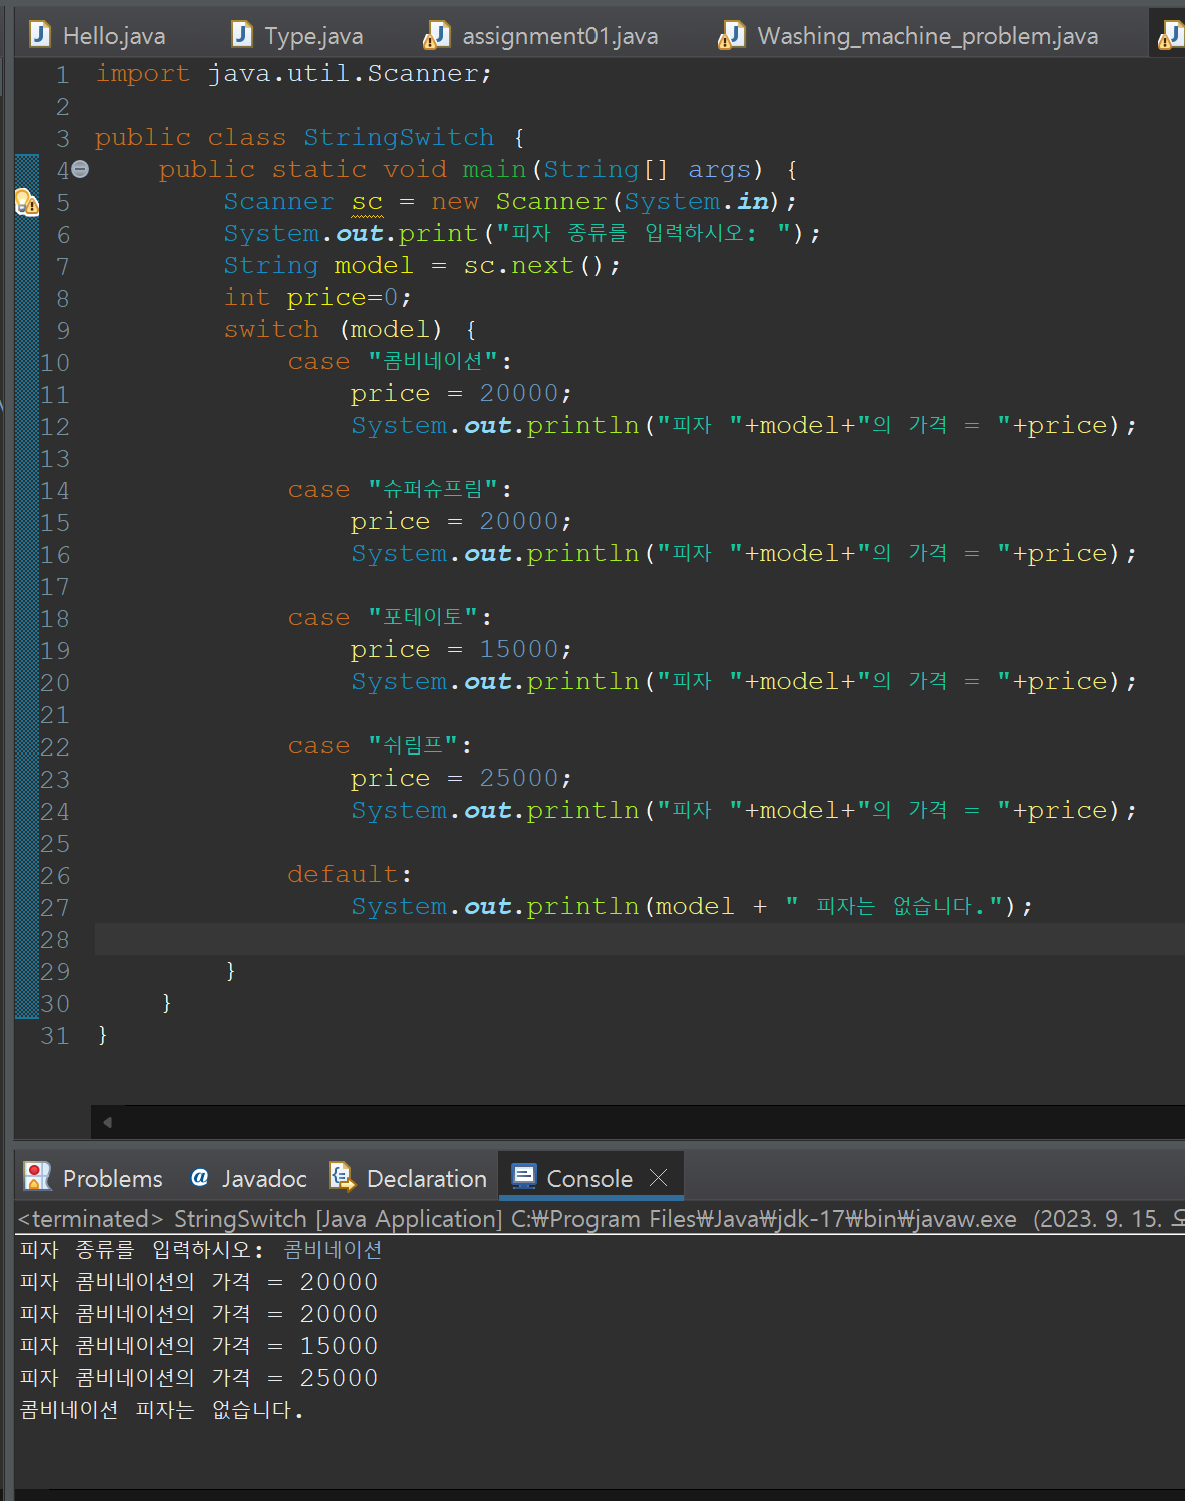 Hello.java Type.java assignment01.java Washing_machine_problem.java
1 import java.util.Scanner;
2
3 public class StringSwitch {
4 public static void main(String[] args) {
5 Scanner sc = new Scanner(System.in);
6 System.out.print("피자 종류를 입력하시오: ");
7 String model = sc.next();
8 int price=0;
9 switch (model) {
10 case "콤비네이션":
11 price = 20000;
12 System.out.println("피자 "+model+"의 가격 = "+price);
13
14 case "슈퍼슈프림":
15 price = 20000;
16 System.out.println("피자 "+model+"의 가격 = "+price);
17
18 case "포테이토":
19 price = 15000;
20 System.out.println("피자 "+model+"의 가격 = "+price);
21
22 case "쉬림프":
23 price = 25000;
24 System.out.println("피자 "+model+"의 가격 = "+price);
25
26 default:
27 System.out.println(model + " 피자는 없습니다.");
28
29 }
30 }
31 }
Problems @ Javadoc Declaration Console
<terminated> StringSwitch [Java Application] C:₩Program Files₩Java₩jdk-17₩bin₩javaw.exe (2023. 9. 15. 오
피자 종류를 입력하시오: 콤비네이션
피자 콤비네이션의 가격 = 20000
피자 콤비네이션의 가격 = 20000
피자 콤비네이션의 가격 = 15000
피자 콤비네이션의 가격 = 25000
콤비네이션 피자는 없습니다.